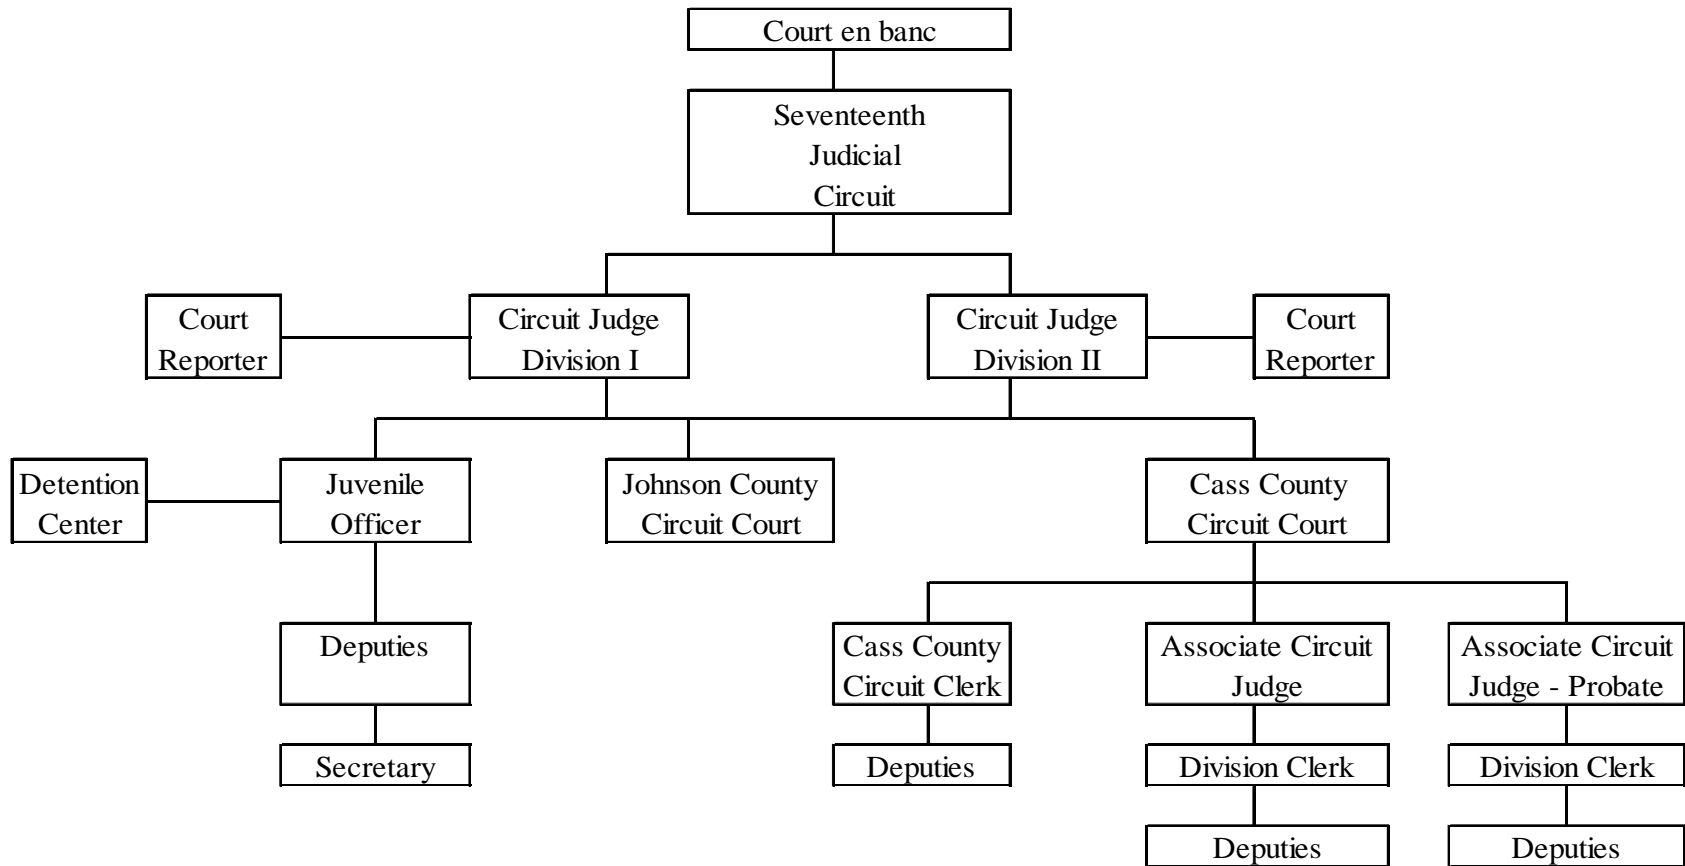 Court en banc
Seventeenth
Judicial
Circuit
Court
Reporter
Circuit Judge
Division I
Circuit Judge
Division II
Court
Reporter
Detention
Center
Juvenile
Officer
Johnson County
Circuit Court
Cass County
Circuit Court
Deputies
Cass County
Circuit Clerk
Associate Circuit
Judge
Associate Circuit
Judge - Probate
Secretary
Deputies
Division Clerk
Division Clerk
Deputies
Deputies